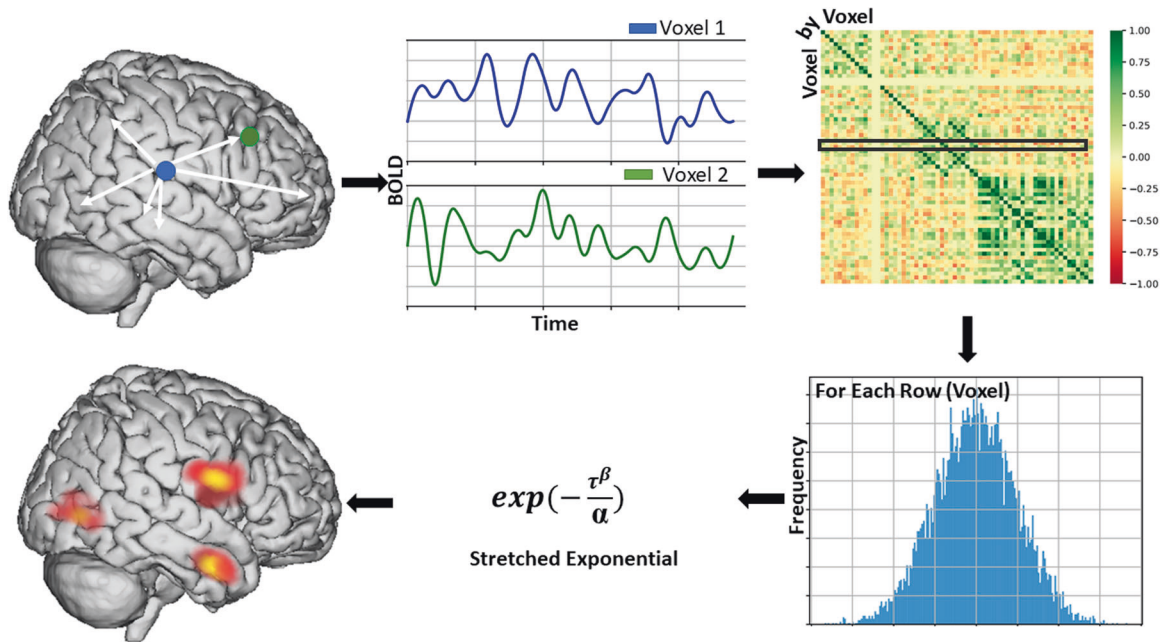 Voxel 1
BOLD
Voxel 2
Time
Voxel by Voxel
1.00
0.75
0.50
0.25
0.00
−0.25
−0.50
−0.75
−1.00
For Each Row (Voxel)
Frequency
exp(− τ^β / α)
Stretched Exponential